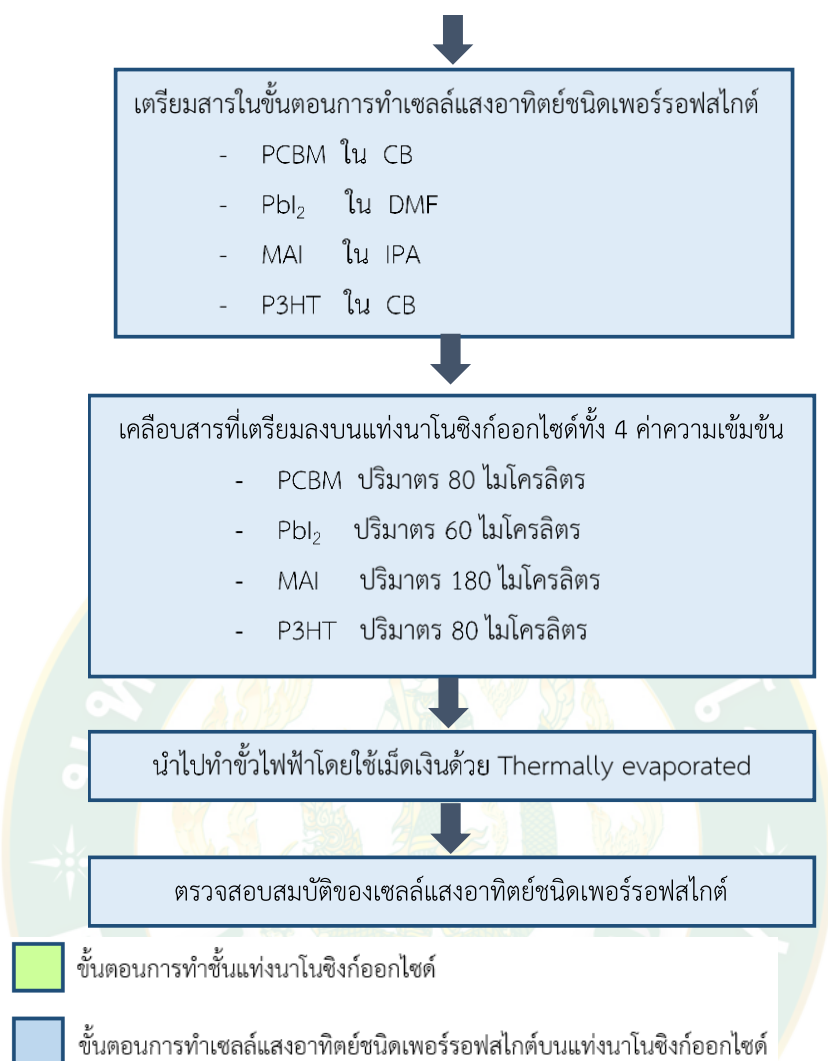 เตรียมสารในขั้นตอนการทำเซลล์แสงอาทิตย์ชนิดเพอร์รอฟสไกต์
- PCBM ใน CB
- PbI₂ ใน DMF
- MAI ใน IPA
- P3HT ใน CB
เคลือบสารที่เตรียมลงบนแท่งนาโนซิงก์ออกไซด์ทั้ง 4 ค่าความเข้มข้น
- PCBM ปริมาตร 80 ไมโครลิตร
- PbI₂ ปริมาตร 60 ไมโครลิตร
- MAI ปริมาตร 180 ไมโครลิตร
- P3HT ปริมาตร 80 ไมโครลิตร
นำไปทำขั้วไฟฟ้าโดยใช้เม็ดเงินด้วย Thermally evaporated
ตรวจสอบสมบัติของเซลล์แสงอาทิตย์ชนิดเพอร์รอฟสไกต์
ขั้นตอนการทำชั้นแท่งนาโนซิงก์ออกไซด์
ขั้นตอนการทำเซลล์แสงอาทิตย์ชนิดเพอร์รอฟสไกต์บนแท่งนาโนซิงก์ออกไซด์